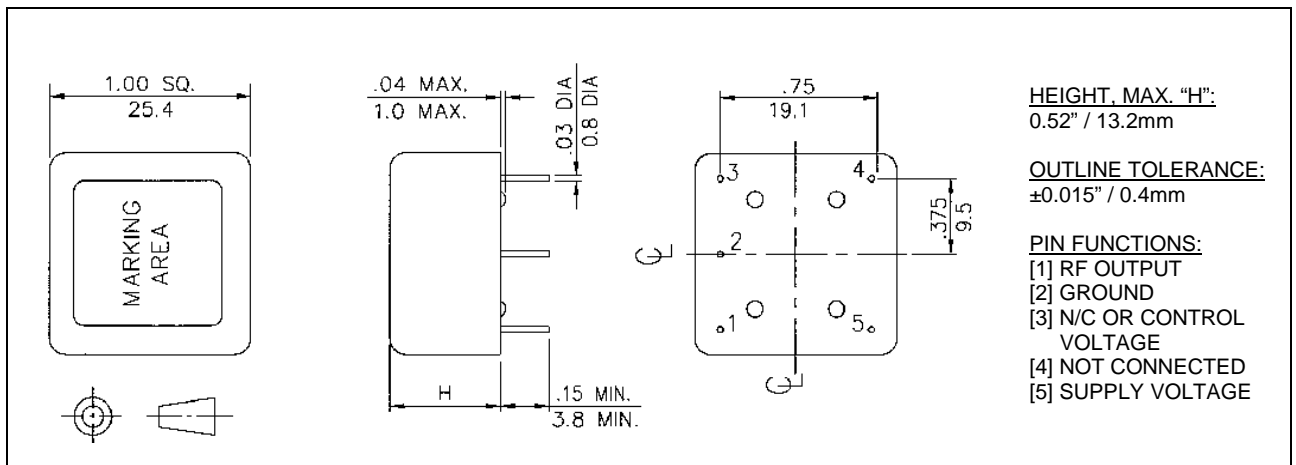 1.00 SQ.
25.4
MARKING
AREA
.04 MAX.
1.0 MAX.
.03 DIA
0.8 DIA
H
.15 MIN.
3.8 MIN.
.75
19.1
3
4
2
1
5
.375
9.5
CL
CL
HEIGHT, MAX. “H”:
0.52” / 13.2mm
OUTLINE TOLERANCE:
±0.015” / 0.4mm
PIN FUNCTIONS:
[1] RF OUTPUT
[2] GROUND
[3] N/C OR CONTROL
VOLTAGE
[4] NOT CONNECTED
[5] SUPPLY VOLTAGE